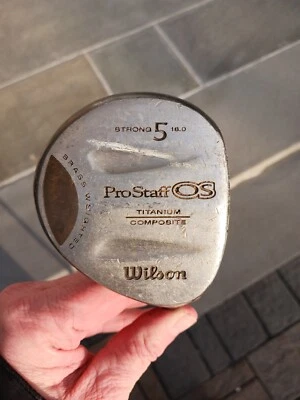 STRONG 5 18.0
BRASS WEIGHTED
ProStaff OS
TITANIUM
COMPOSITE
Wilson